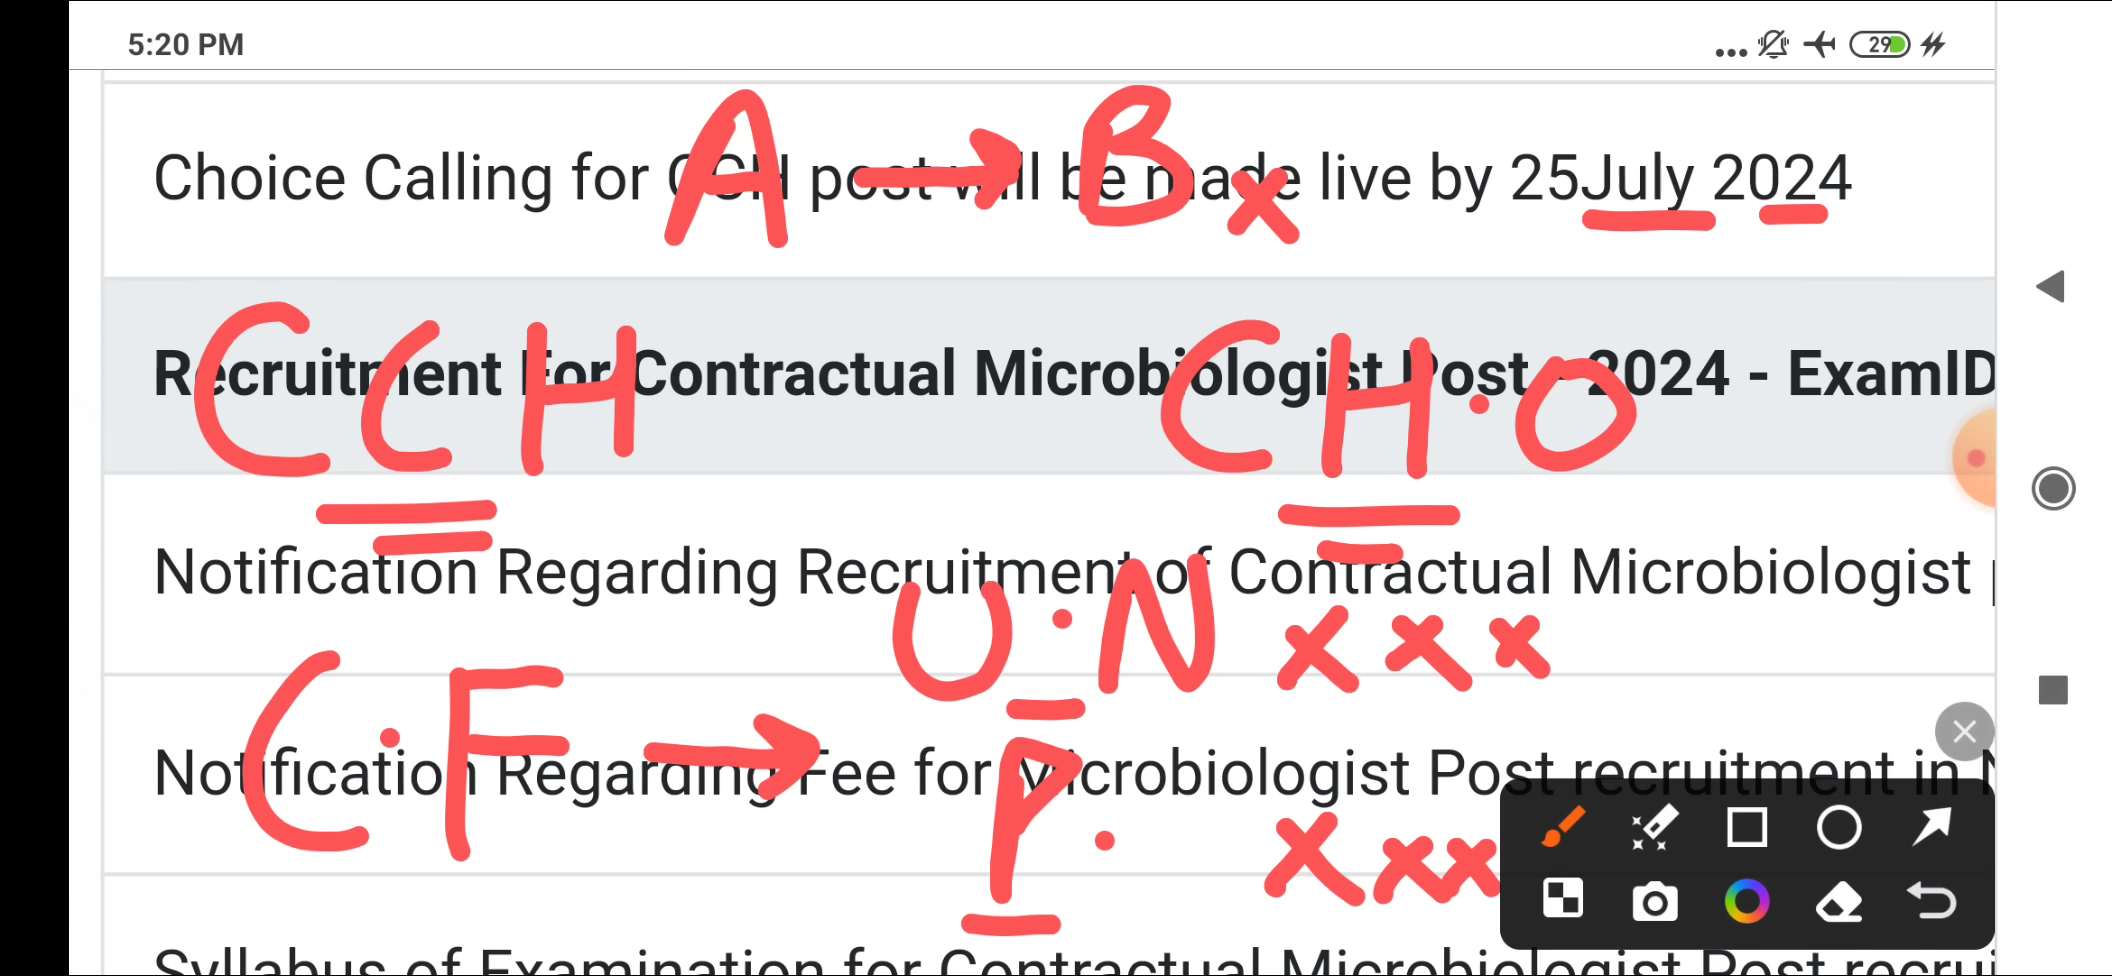 5:20 PM
29
A → B x
Choice Calling for CCH post will be made live by 25July 2024
CCH CH.O
Recruitment For Contractual Microbiologist Post - 2024 - ExamID
Notification Regarding Recruitment of Contractual Microbiologist
U.N x x x
C.F → P. x x x
Notification Regarding Fee for Microbiologist Post recruitment in
Syllabus of Examination for Contractual Microbiologist Post recrui